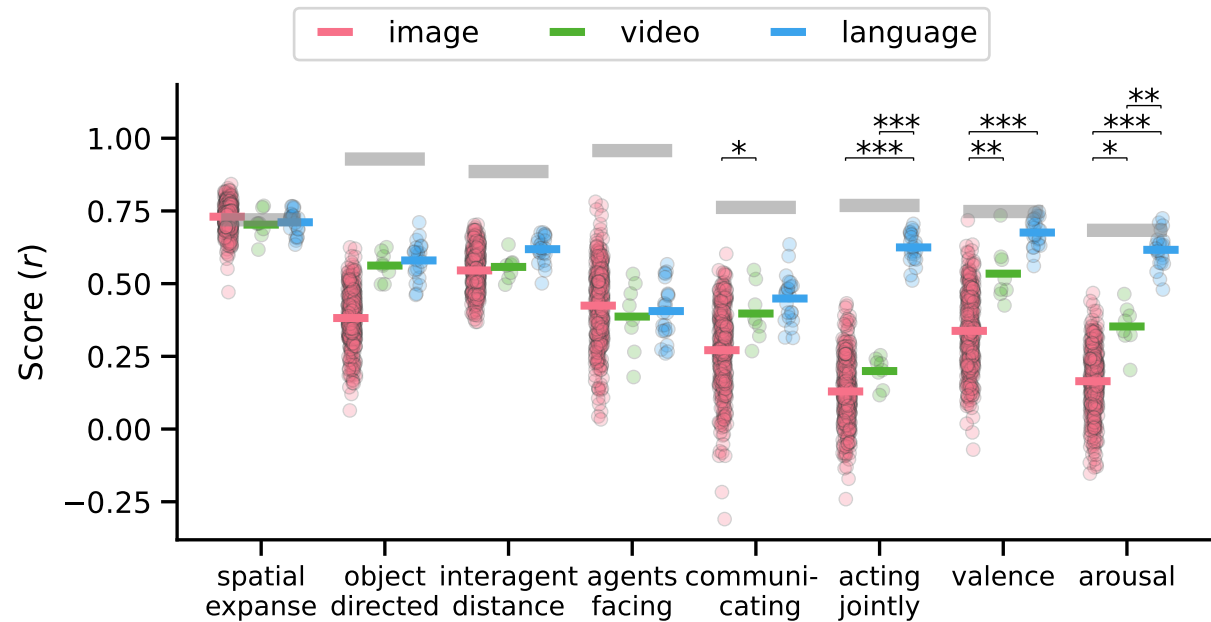 image video language
Score (r)
1.00
0.75
0.50
0.25
0.00
−0.25
*
***
***
***
**
**
***
*
spatial expanse
object directed
interagent distance
agents facing
communi- cating
acting jointly
valence
arousal